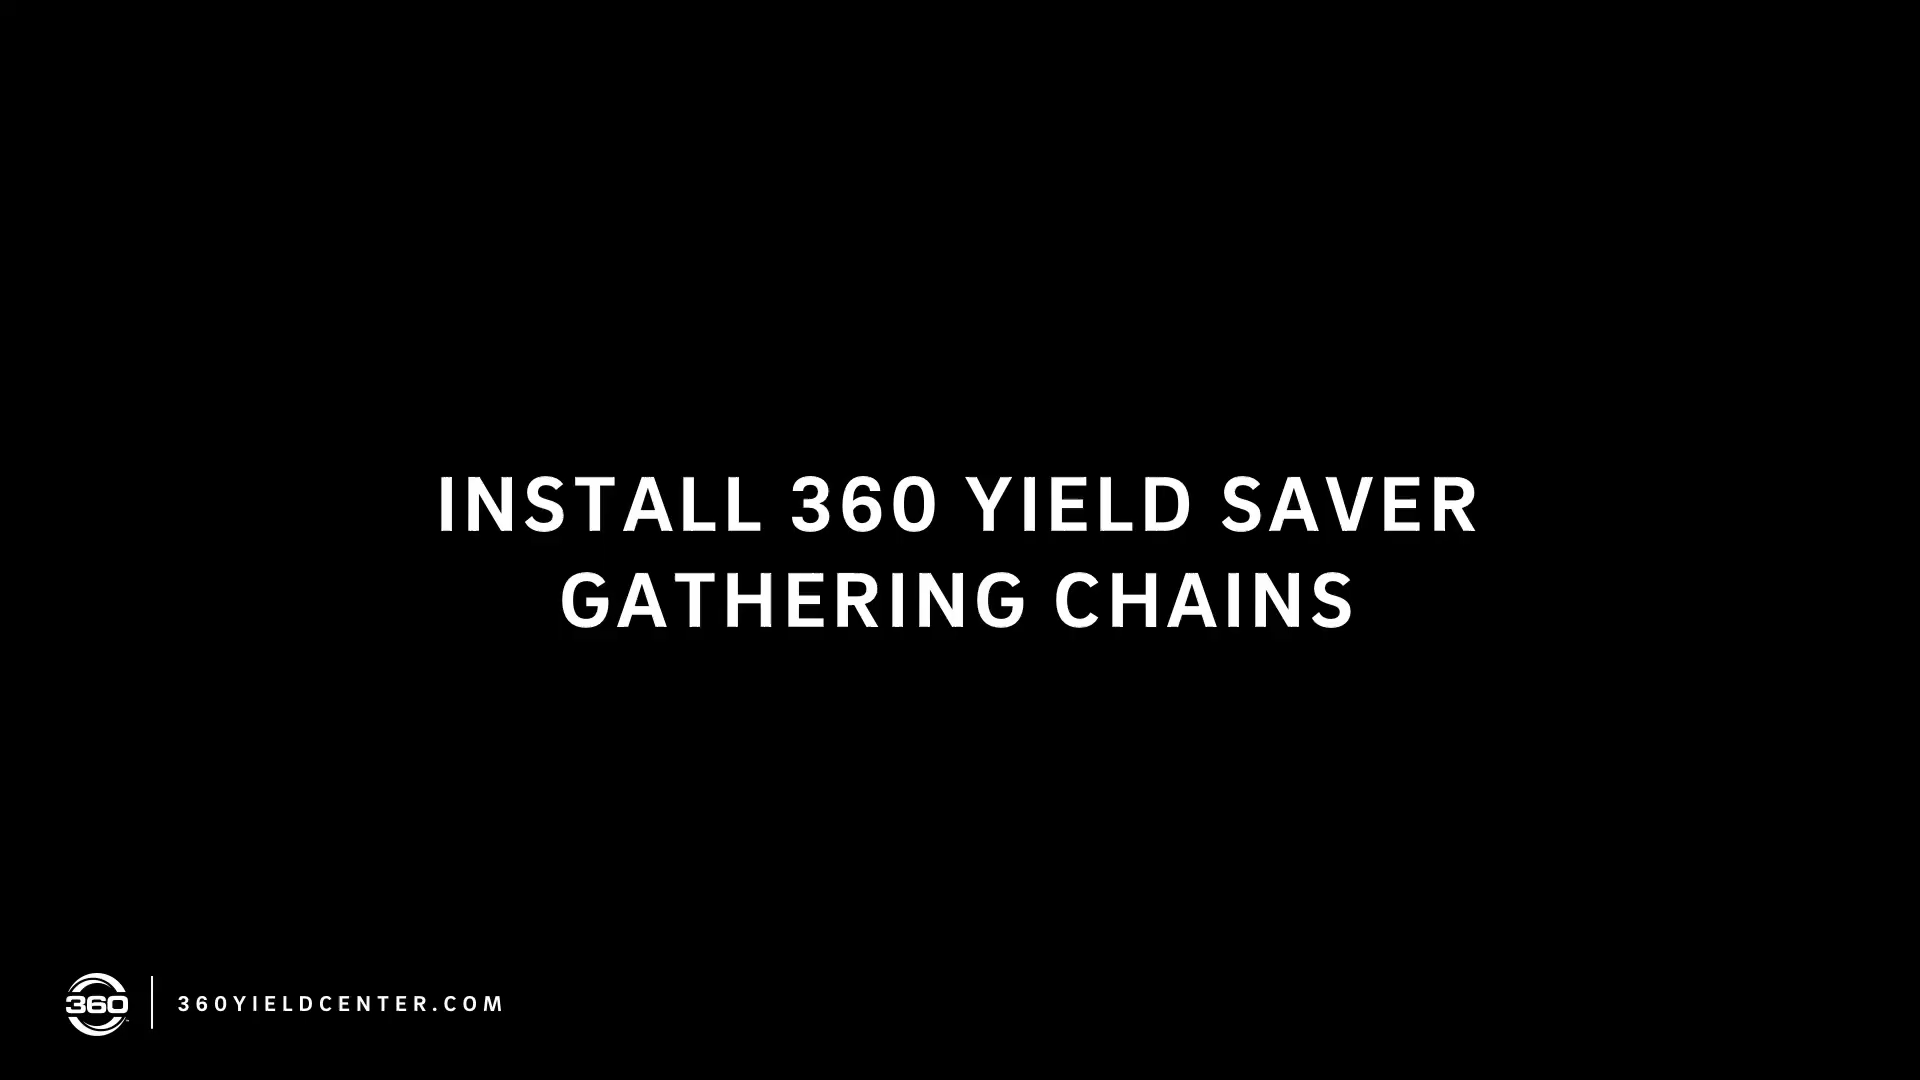 INSTALL 360 YIELD SAVER
GATHERING CHAINS
360
360YIELDCENTER.COM